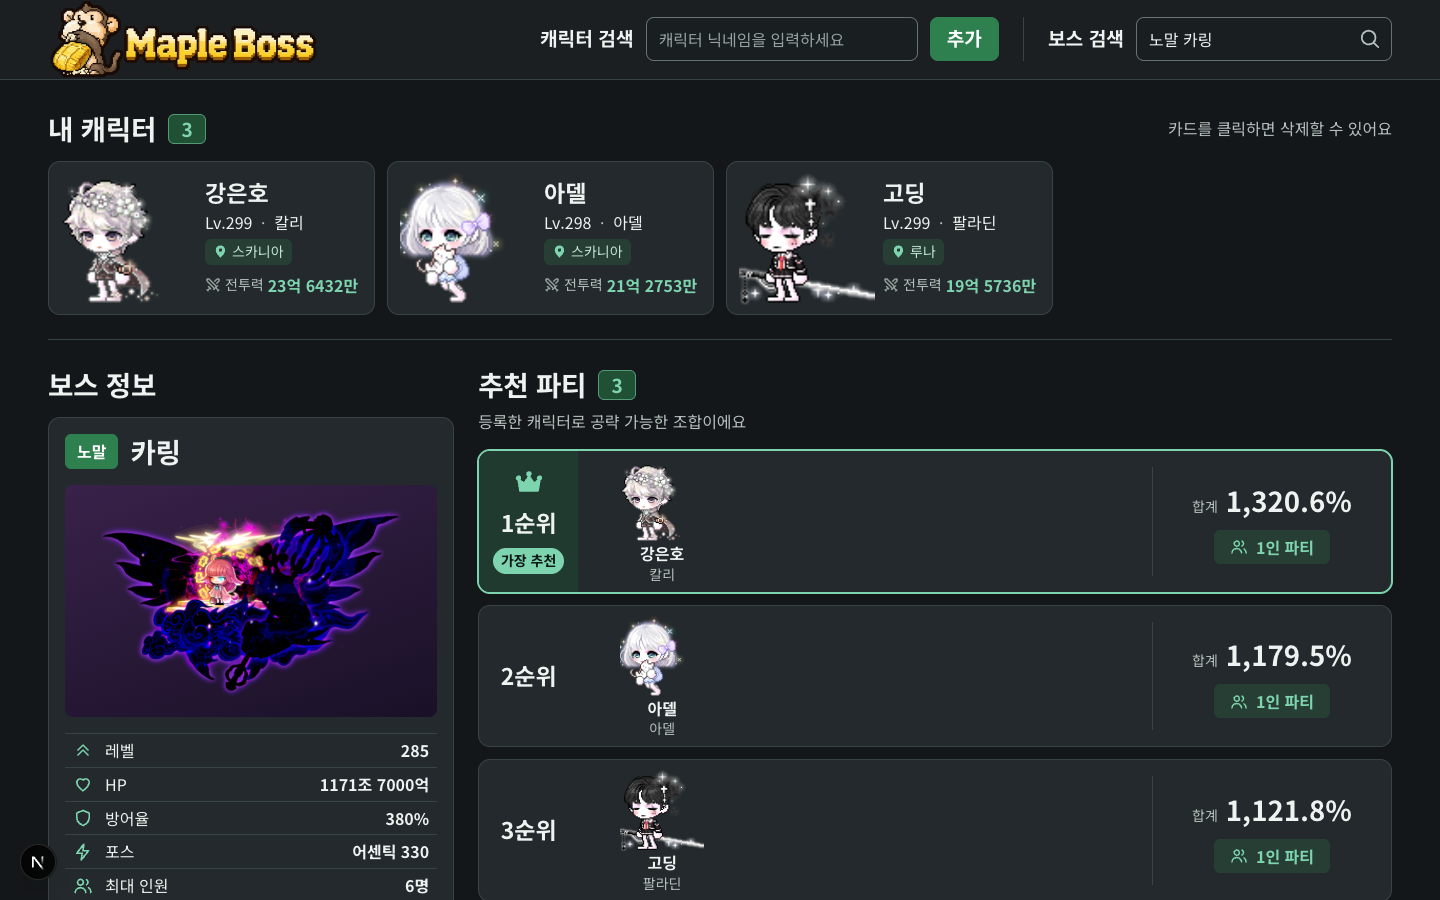 Maple Boss
캐릭터 검색
캐릭터 닉네임을 입력하세요
추가
보스 검색
노말 카링
내 캐릭터 3
카드를 클릭하면 삭제할 수 있어요
강은호
Lv.299 · 칼리
스카니아
전투력 23억 6432만
아델
Lv.298 · 아델
스카니아
전투력 21억 2753만
고딩
Lv.299 · 팔라딘
루나
전투력 19억 5736만
보스 정보
노말 카링
레벨 285
HP 1171조 7000억
방어율 380%
포스 어센틱 330
최대 인원 6명
N
추천 파티 3
등록한 캐릭터로 공략 가능한 조합이에요
1순위
가장 추천
강은호
칼리
합계 1,320.6%
1인 파티
2순위
아델
아델
합계 1,179.5%
1인 파티
3순위
고딩
팔라딘
합계 1,121.8%
1인 파티